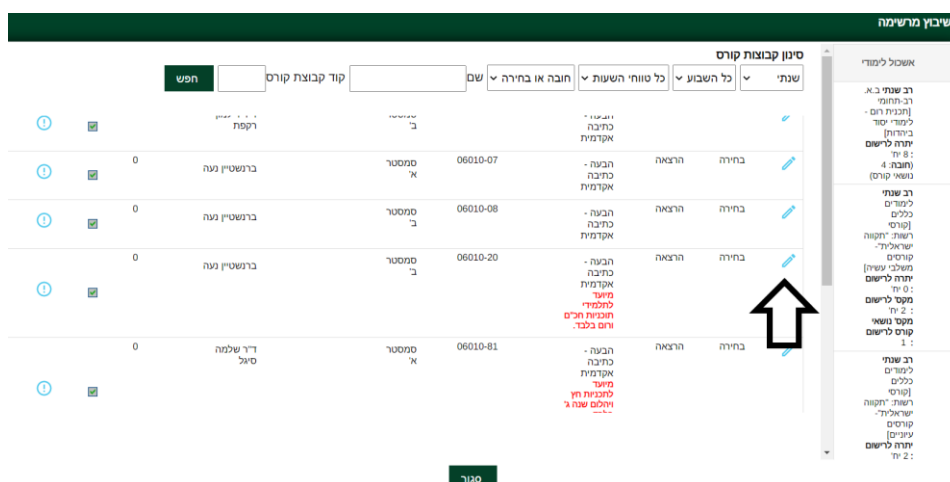 שיבוץ מרשימה
אשכול לימודי
רב שנתי ב.א.
רב-תחומי
[תכנית רום -
לימודי יסוד
ביהדות]
יתרה לרישום
: 8 יח'
(חובה: 4
נושאי קורס)
רב שנתי
לימודים
כללים
[קורסי
רשות: "תקווה
ישראלית"-
קורסים
משלבי עשיה]
יתרה לרישום
: 0 יח'
מקס' לרישום
: 2 יח'
מקס' נושאי
קורס לרישום
: 1
רב שנתי
לימודים
כללים
[קורסי
רשות: "תקווה
ישראלית"-
קורסים
עיוניים]
יתרה לרישום
: 2 יח'
סינון קבוצות קורס
שנתי כל השבוע כל טווחי השעות חובה או בחירה שם קוד קבוצת קורס חפש
כתיבה ב' רקפת
אקדמית
בחירה הרצאה הבעה - 06010-07 סמסטר ברנשטיין נעה 0
כתיבה א'
אקדמית
בחירה הרצאה הבעה - 06010-08 סמסטר ברנשטיין נעה 0
כתיבה ב'
אקדמית
בחירה הרצאה הבעה - 06010-20 סמסטר ברנשטיין נעה 0
כתיבה ב'
אקדמית
מיועד
לתלמידי
תוכניות חכ"ם
ורום בלבד.
בחירה הרצאה הבעה - 06010-81 סמסטר ד"ר שלמה 0
כתיבה א' סיגל
אקדמית
מיועד
לתכניות חץ
ויהלום שנה ג'
סגור